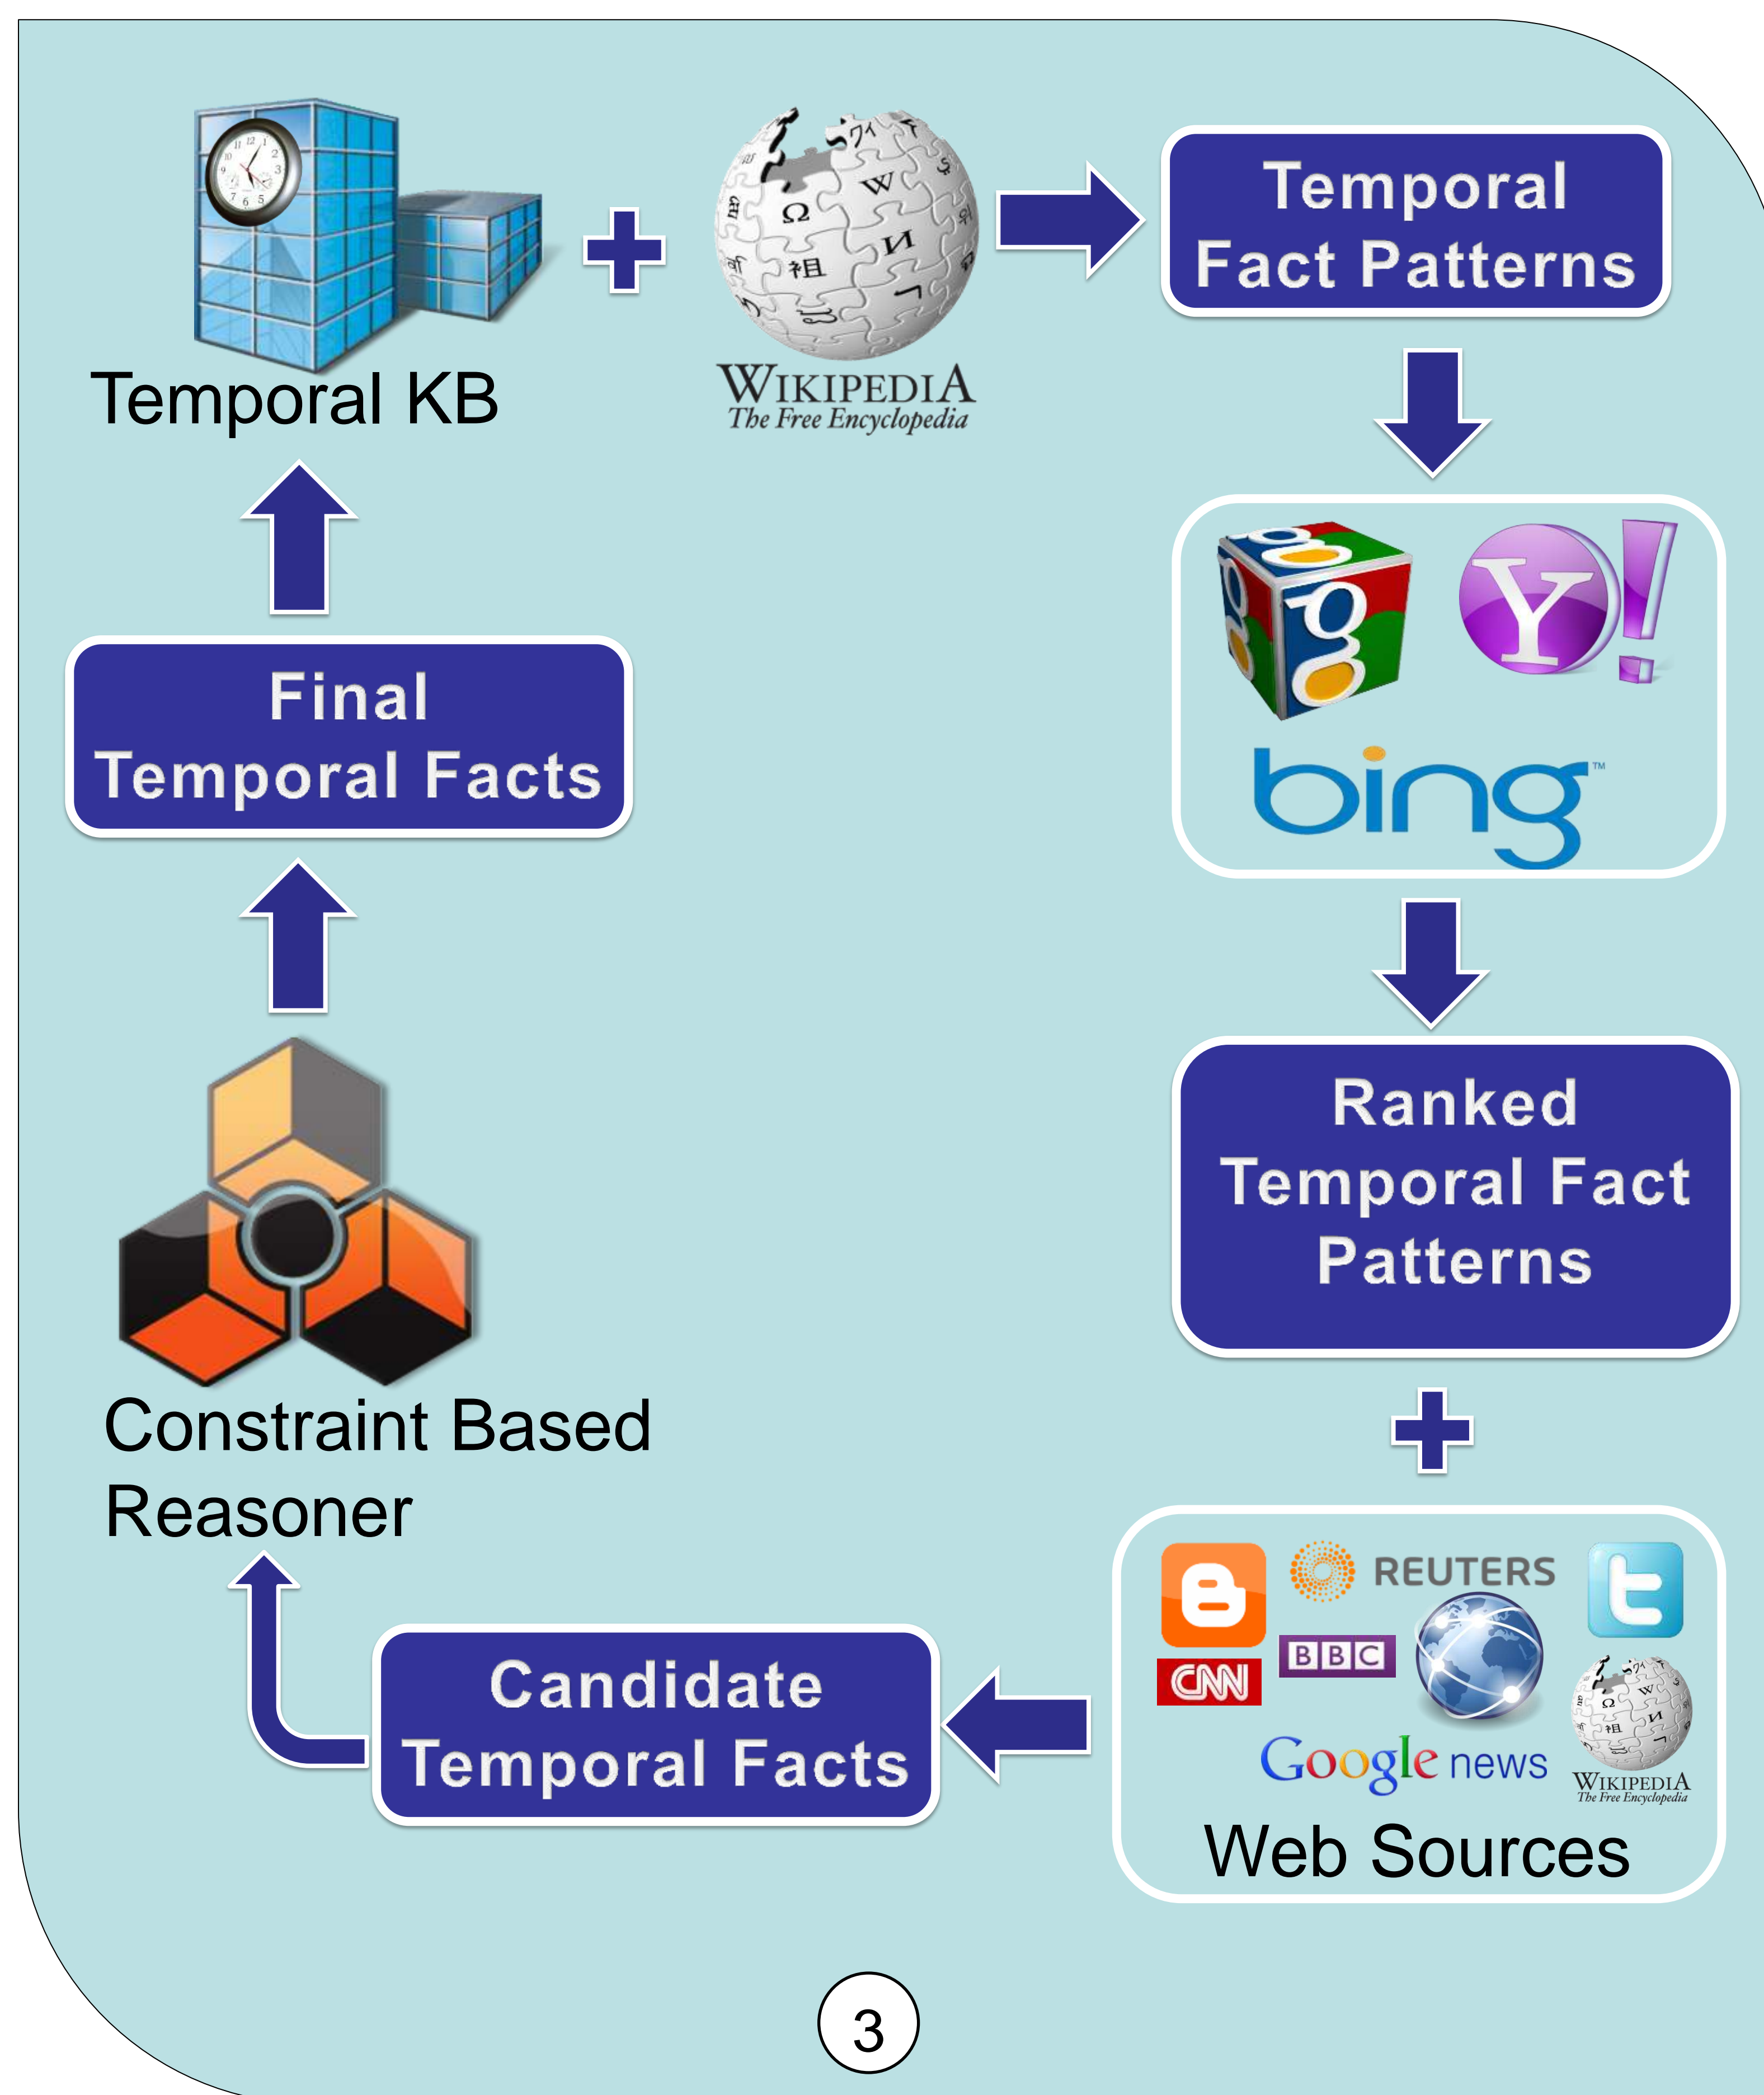 Temporal KB
WIKIPEDIA
The Free Encyclopedia
Temporal
Fact Patterns
Y!
bing™
Ranked
Temporal Fact
Patterns
REUTERS
BBC
CNN
Google news
WIKIPEDIA
The Free Encyclopedia
Web Sources
Candidate
Temporal Facts
Constraint Based
Reasoner
Final
Temporal Facts
3